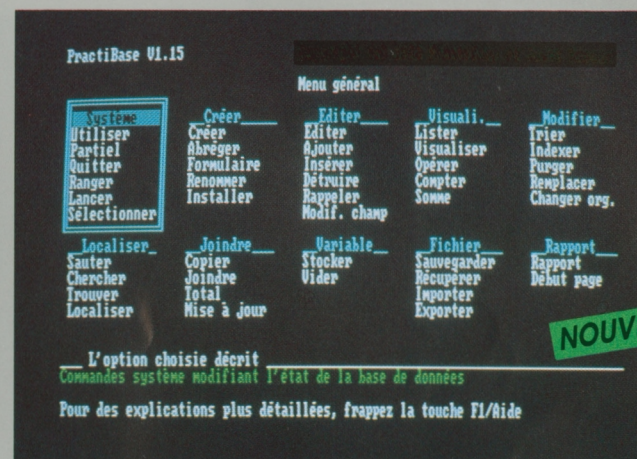 PractiBase V1.15
Menu général
Système
Utiliser
Partiel
Quitter
Ranger
Lancer
Sélectionner
Créer
Créer
Abréger
Formulaire
Renommer
Installer
Editer
Editer
Ajouter
Insérer
Détruire
Rappeler
Modif. champ
Visuali.
Lister
Visualiser
Opérer
Compter
Somme
Modifier
Trier
Indexer
Purger
Remplacer
Changer org.
Localiser
Sauter
Chercher
Trouver
Localiser
Joindre
Copier
Joindre
Total
Mise à jour
Variable
Stocker
Vider
Fichier
Sauvegarder
Récupérer
Importer
Exporter
Rapport
Rapport
Début page
NOUV
L'option choisie décrit
Commandes système modifiant l'état de la base de données
Pour des explications plus détaillées, frappez la touche F1/Aide